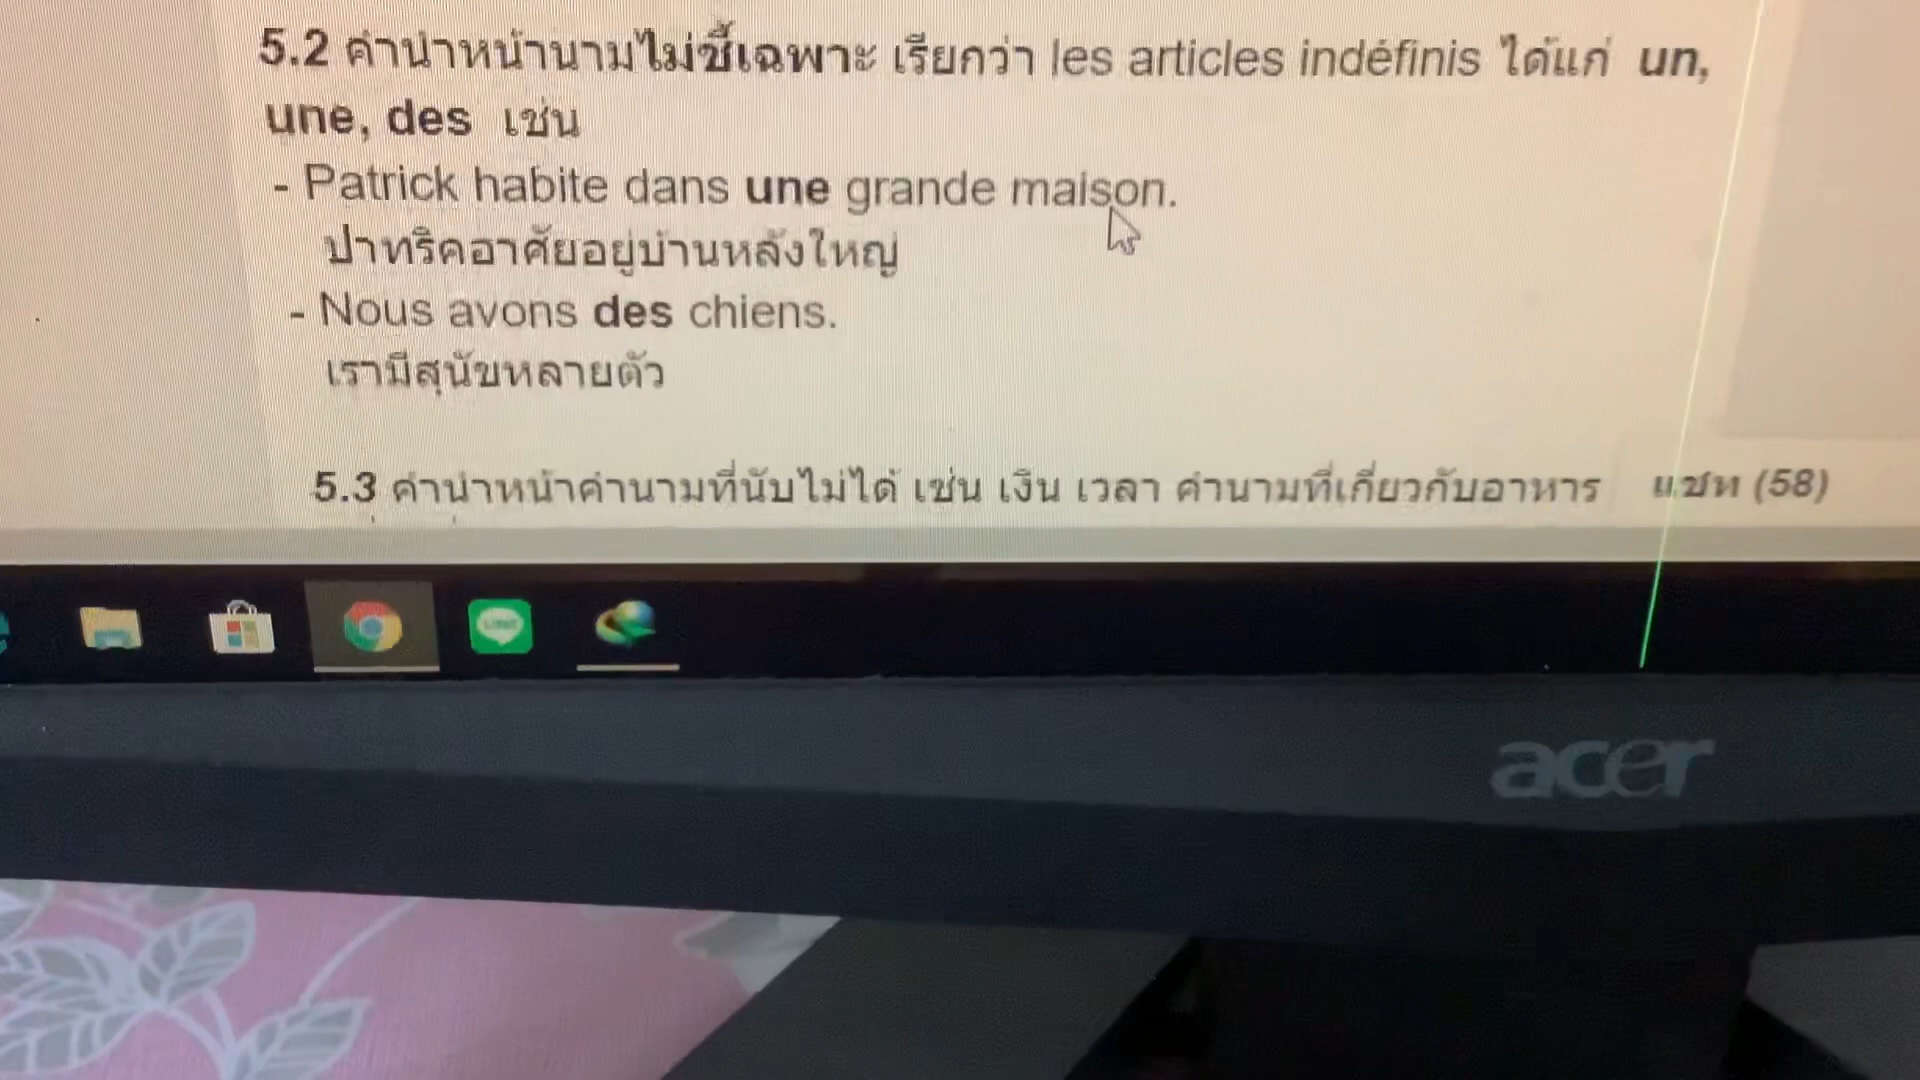 5.2 คำนำหน้านามไม่ชี้เฉพาะ เรียกว่า les articles indéfinis ได้แก่ un,
une, des เช่น
- Patrick habite dans une grande maison.
ปาทริคอาศัยอยู่บ้านหลังใหญ่
- Nous avons des chiens.
เรามีสุนัขหลายตัว
5.3 คำนำหน้าคำนามที่นับไม่ได้ เช่น เงิน เวลา คำนามที่เกี่ยวกับอาหาร
แชท (58)
LINE
acer